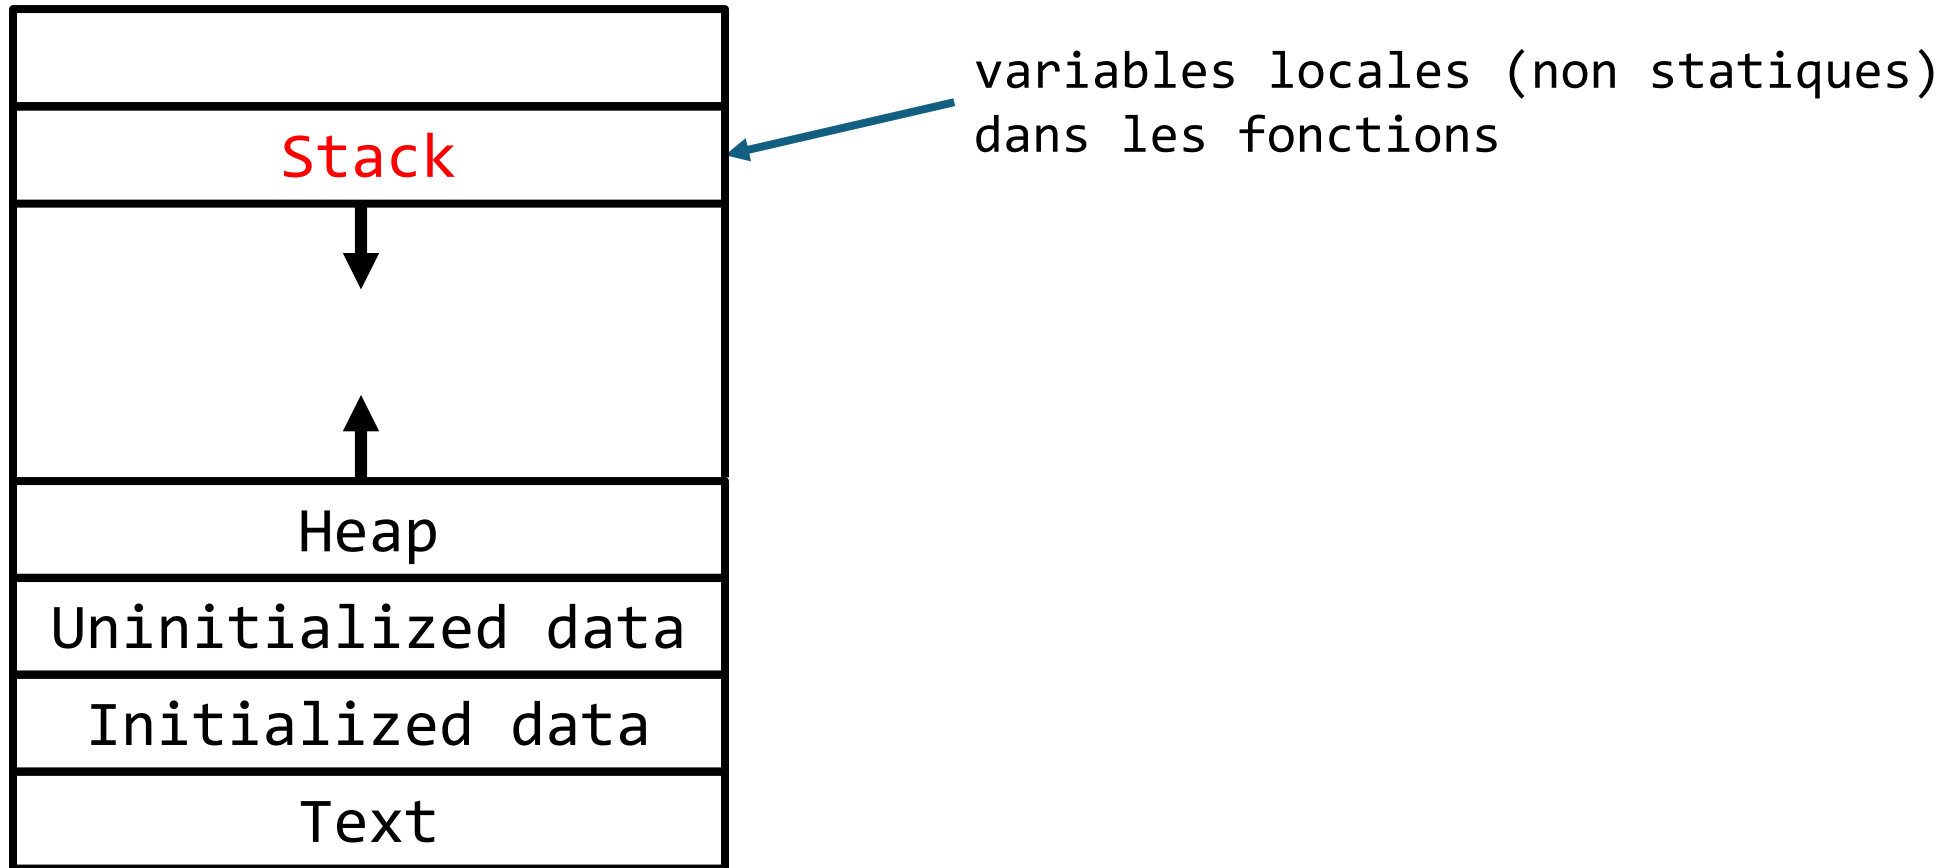 variables locales (non statiques)
dans les fonctions
Stack
Heap
Uninitialized data
Initialized data
Text